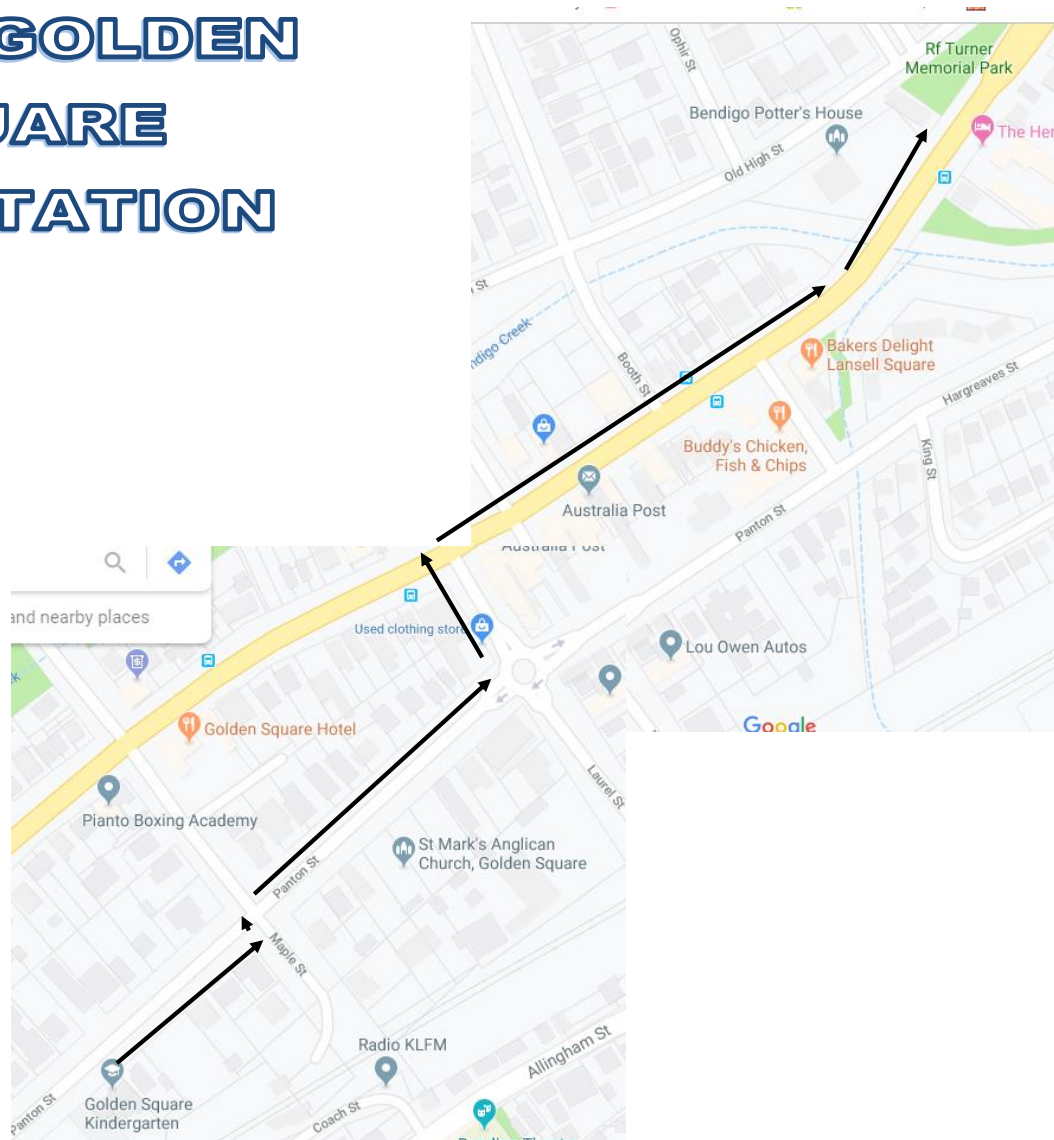 GOLDEN
Ophir St
Rf Turner
Memorial Park
Bendigo Potter's House
The Her
UARE
Old High St
TATION
St
ndigo Creek
Booth St
Bakers Delight
Lansell Square
Hargreaves St
King St
Buddy's Chicken,
Fish & Chips
Australia Post
Panton St
Australia Post
and nearby places
Used clothing store
Lou Owen Autos
Golden Square Hotel
Google
Laurel St
Pianto Boxing Academy
St Mark's Anglican
Church, Golden Square
Panton St
Maple St
Radio KLFM
Allingham St
Golden Square
Kindergarten
Panton St
Coach St